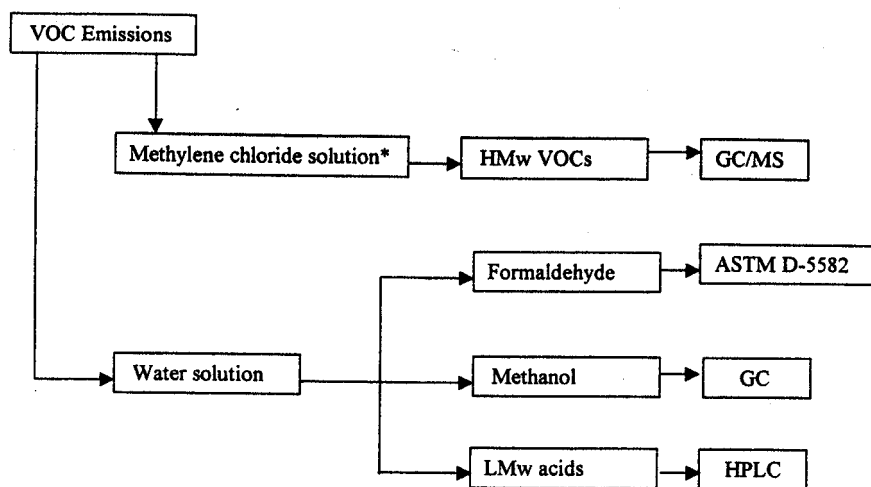 VOC Emissions
Methylene chloride solution*
HMw VOCs
GC/MS
Formaldehyde
ASTM D-5582
Water solution
Methanol
GC
LMw acids
HPLC